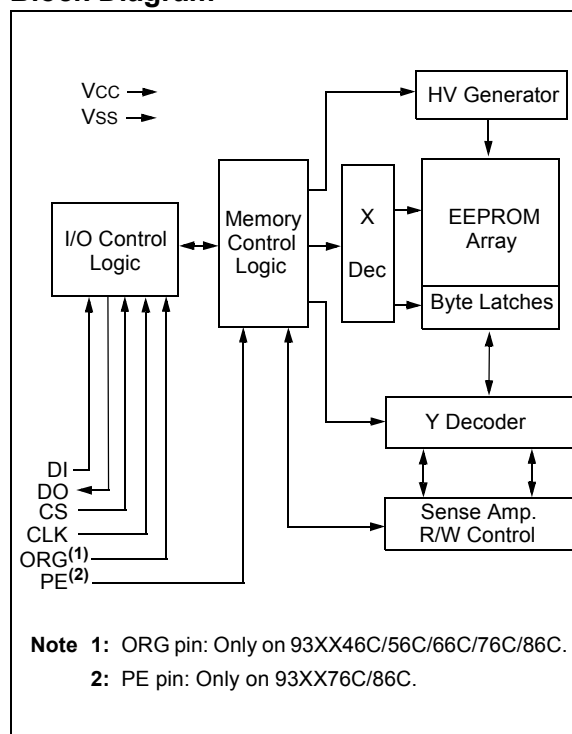 VCC
VSS
HV Generator
I/O Control
Logic
Memory
Control
Logic
X
Dec
EEPROM
Array
Byte Latches
Y Decoder
Sense Amp.
R/W Control
DI
DO
CS
CLK
ORG(1)
PE(2)
Note 1: ORG pin: Only on 93XX46C/56C/66C/76C/86C.
2: PE pin: Only on 93XX76C/86C.